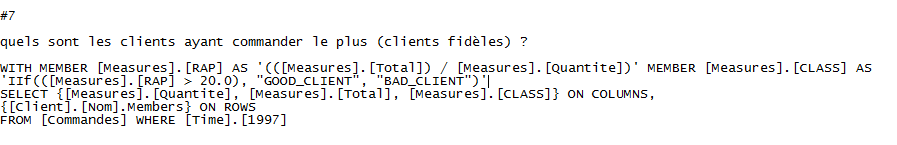 #7
quels sont les clients ayant commander le plus (clients fidèles) ?
WITH MEMBER [Measures].[RAP] AS '(([Measures].[Total]) / [Measures].[Quantite])' MEMBER [Measures].[CLASS] AS
'IIf(([Measures].[RAP] > 20.0), "GOOD_CLIENT", "BAD_CLIENT")'
SELECT {[Measures].[Quantite], [Measures].[Total], [Measures].[CLASS]} ON COLUMNS,
{[Client].[Nom].Members} ON ROWS
FROM [Commandes] WHERE [Time].[1997]